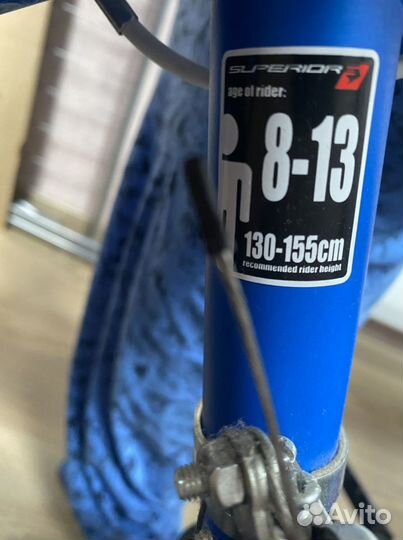 SUPERIOR
age of rider:
8-13
130-155cm
recommended rider height
Avito